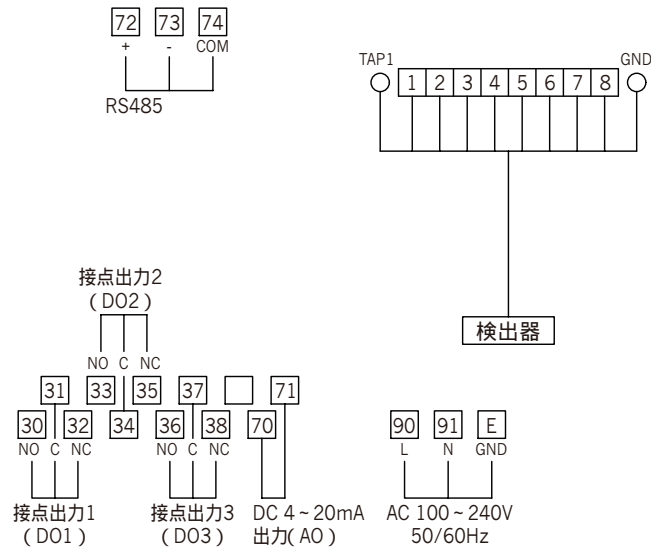 72 73 74
+ - COM
RS485
TAP1 1 2 3 4 5 6 7 8 GND
検出器
接点出力2
(DO2)
NO C NC
31 33 35 37 71
30 32 34 36 38 70
NO C NC NO C NC
接点出力1
(DO1)
接点出力3
(DO3)
DC 4~20mA
出力(AO)
90 91 E
L N GND
AC 100~240V
50/60Hz